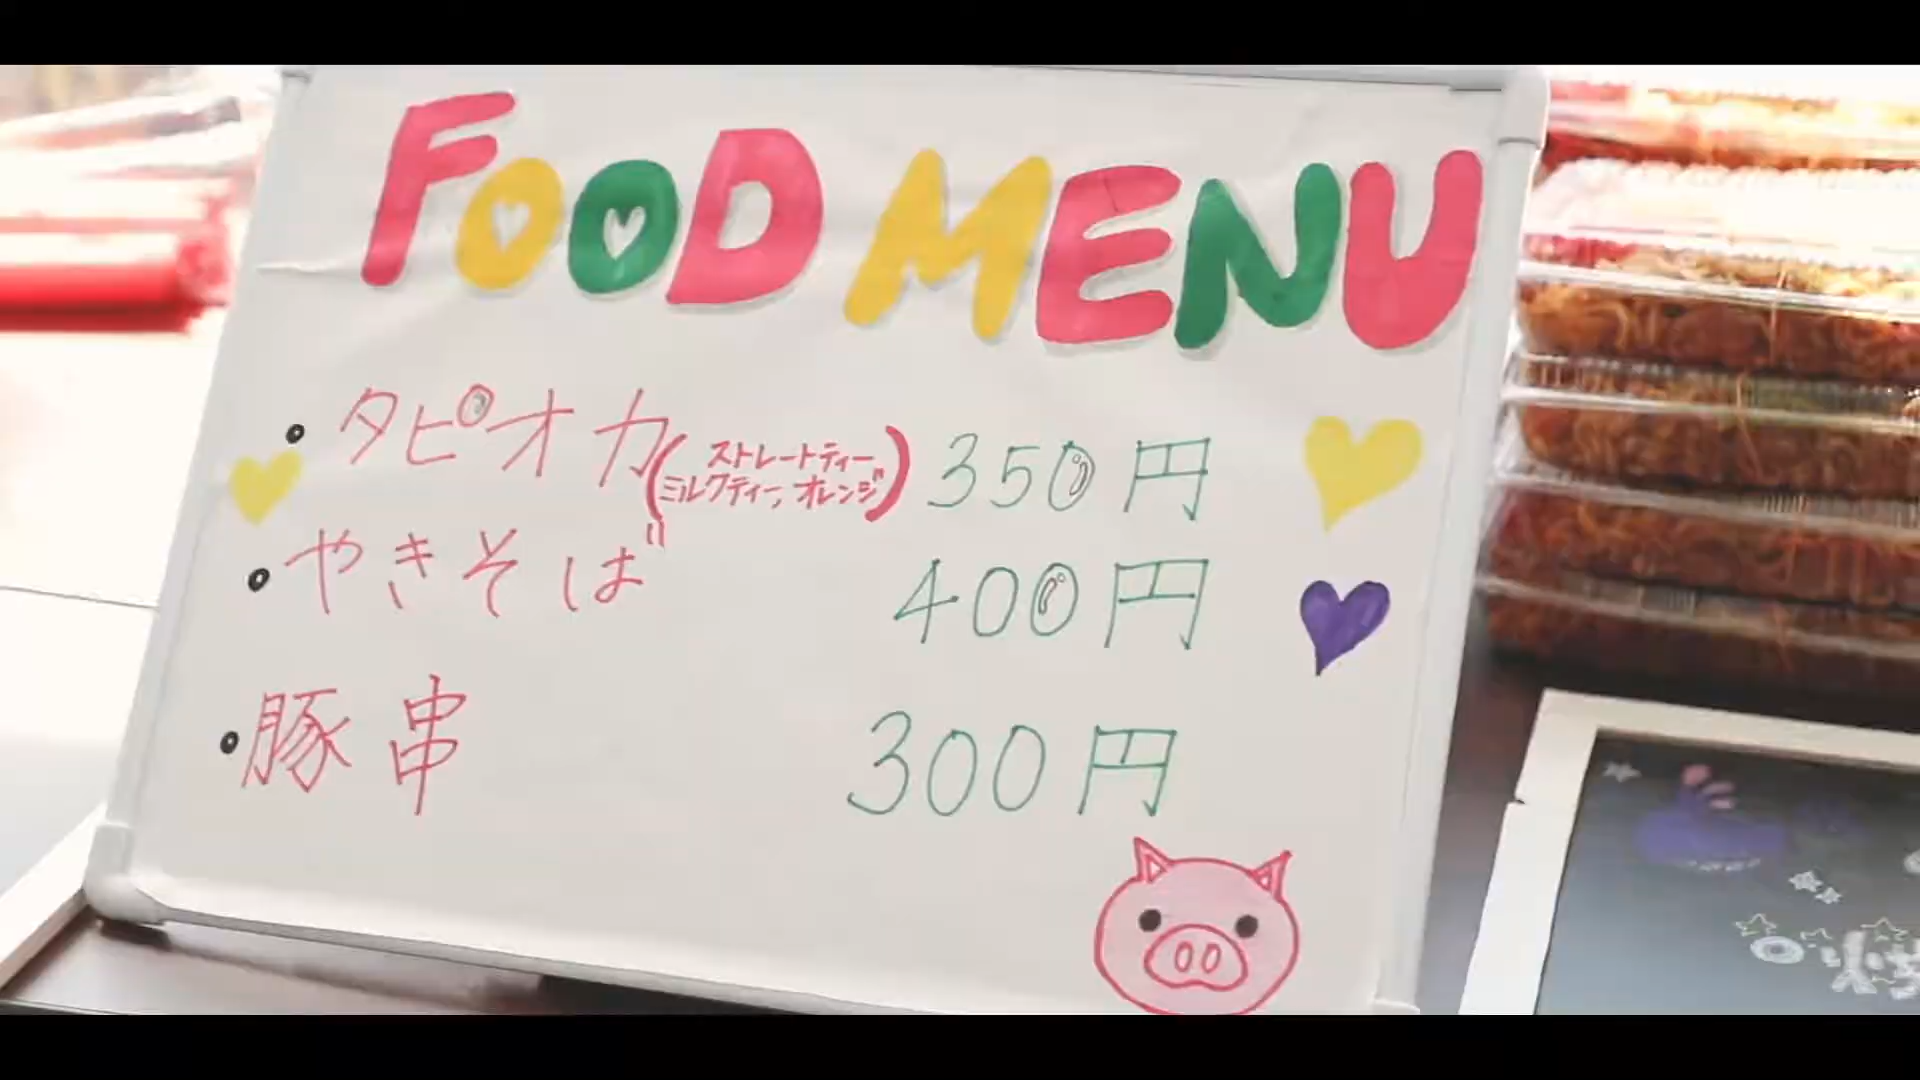 FOOD MENU
・タピオカ(ストレートティー ミルクティー, オレンジ) 350円
・やきそば 400円
・豚串 300円